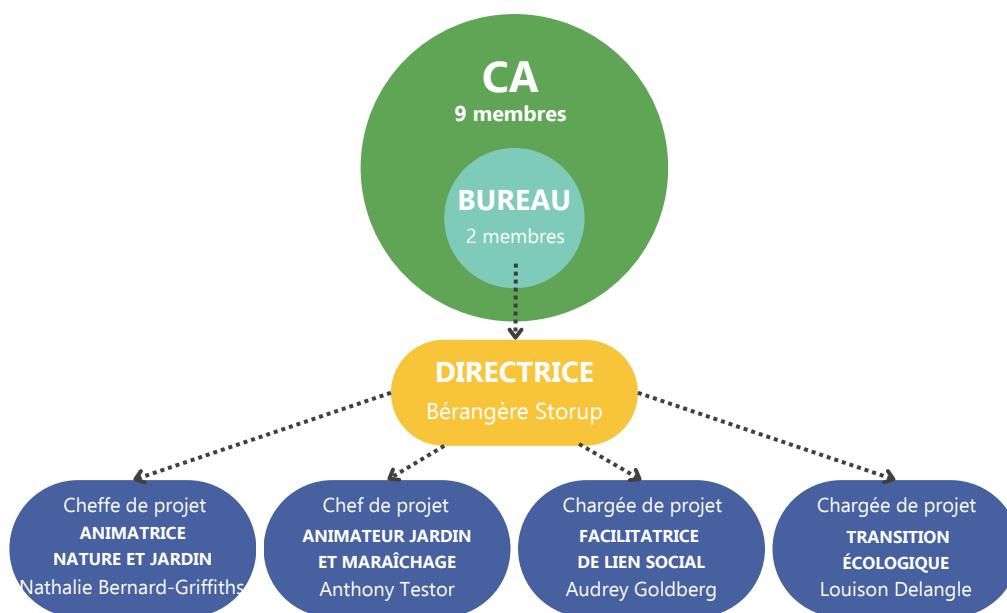 CA
9 membres
BUREAU
2 membres
DIRECTRICE
Bérangère Storup
Cheffe de projet
ANIMATRICE
NATURE ET JARDIN
Nathalie Bernard-Griffiths
Chef de projet
ANIMATEUR JARDIN
ET MARAÎCHAGE
Anthony Testor
Chargée de projet
FACILITATRICE
DE LIEN SOCIAL
Audrey Goldberg
Chargée de projet
TRANSITION
ÉCOLOGIQUE
Louison Delangle